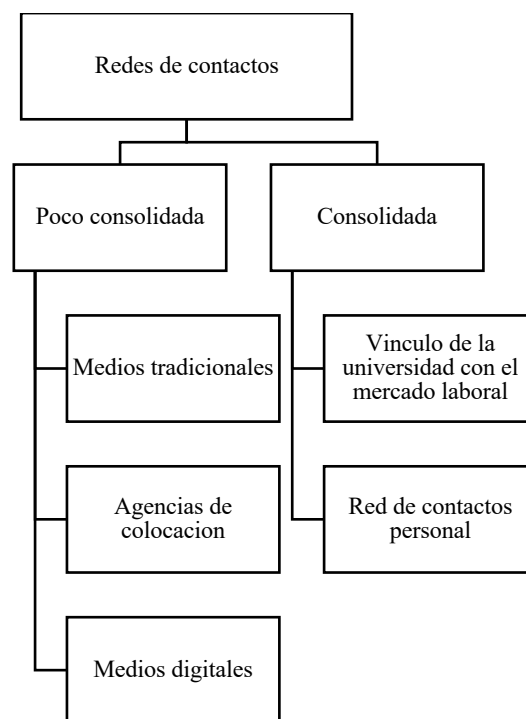 Redes de contactos
Poco consolidada
Consolidada
Medios tradicionales
Vinculo de la
universidad con el
mercado laboral
Agencias de
colocacion
Red de contactos
personal
Medios digitales